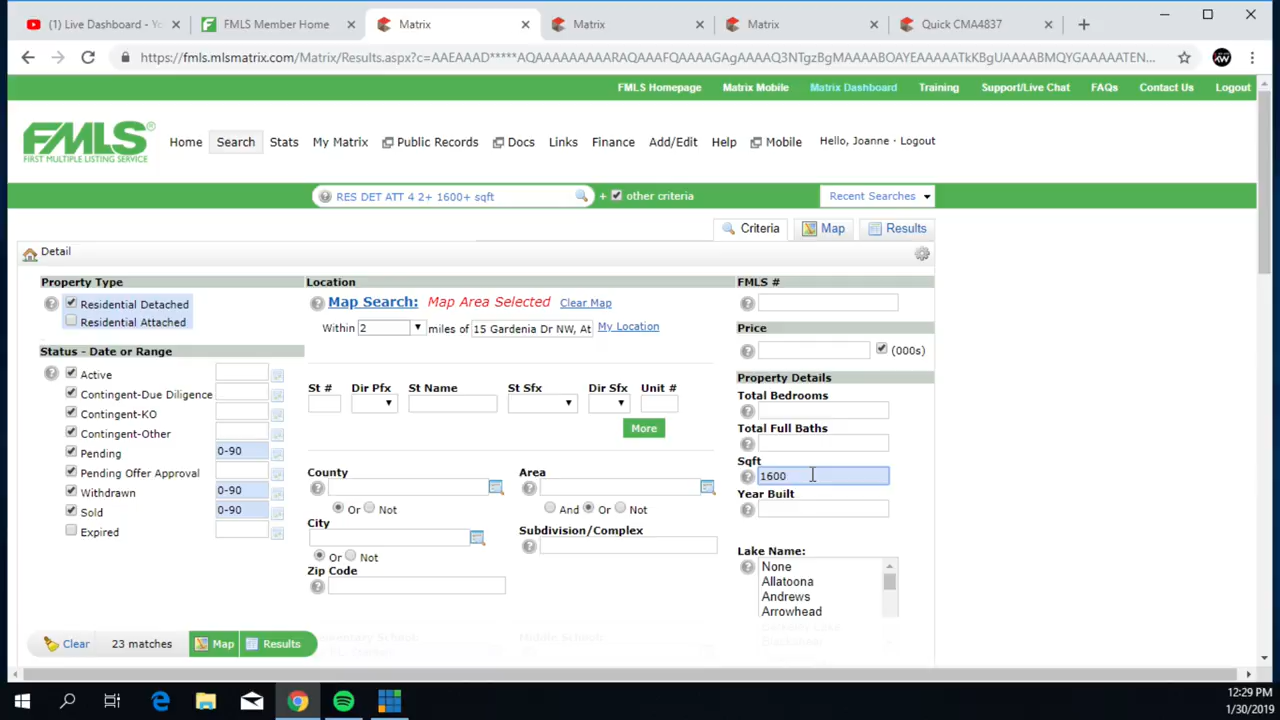 (1) Live Dashboard - Yo
FMLS Member Home
Matrix
Matrix
Matrix
Quick CMA4837
https://fmls.mlsmatrix.com/Matrix/Results.aspx?c=AAEAAAD*****AQAAAAAAAAARAQAAAFQAAAAGAgAAAAQ3NTgzBgMAAAABOAYEAAAAATkKBgUAAAABMQYGAAAAATEN...
FMLS Homepage Matrix Mobile Matrix Dashboard Training Support/Live Chat FAQs Contact Us Logout
FMLS
FIRST MULTIPLE LISTING SERVICE
Home Search Stats My Matrix Public Records Docs Links Finance Add/Edit Help Mobile Hello, Joanne · Logout
RES DET ATT 4 2+ 1600+ sqft + other criteria Recent Searches
Criteria Map Results
Detail
Property Type
Residential Detached
Residential Attached
Status - Date or Range
Active
Contingent-Due Diligence
Contingent-KO
Contingent-Other
Pending 0-90
Pending Offer Approval
Withdrawn 0-90
Sold 0-90
Expired
Location
Map Search: Map Area Selected Clear Map
Within 2 miles of 15 Gardenia Dr NW, At My Location
St # Dir Pfx St Name St Sfx Dir Sfx Unit #
More
County
Or Not
City
Or Not
Zip Code
Area
And Or Not
Subdivision/Complex
FMLS #
Price
(000s)
Property Details
Total Bedrooms
Total Full Baths
Sqft
1600
Year Built
Lake Name:
None
Allatoona
Andrews
Arrowhead
Clear 23 matches Map Results
12:29 PM
1/30/2019